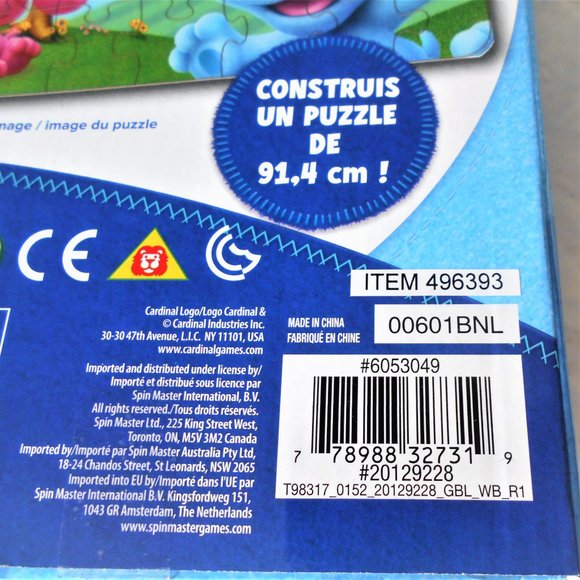 CONSTRUIS
UN PUZZLE
DE
91,4 cm !
image / image du puzzle
CE
ITEM 496393
Cardinal Logo/Logo Cardinal &
© Cardinal Industries Inc.
30-30 47th Avenue, L.I.C. NY 11101, USA
www.cardinalgames.com
MADE IN CHINA
FABRIQUÉ EN CHINE
00601BNL
Imported and distributed under license by/
Importé et distribué sous licence par
Spin Master International, B.V.
All rights reserved./Tous droits réservés.
Spin Master Ltd., 225 King Street West,
Toronto, ON, M5V 3M2 Canada
Imported by/Importé par Spin Master Australia Pty Ltd,
18-24 Chandos Street, St Leonards, NSW 2065
Imported into EU by/Importé dans l'UE par
Spin Master International B.V. Kingsfordweg 151,
1043 GR Amsterdam, The Netherlands
www.spinmastergames.com
#6053049
7 78988 32731 9
#20129228
T98317_0152_20129228_GBL_WB_R1